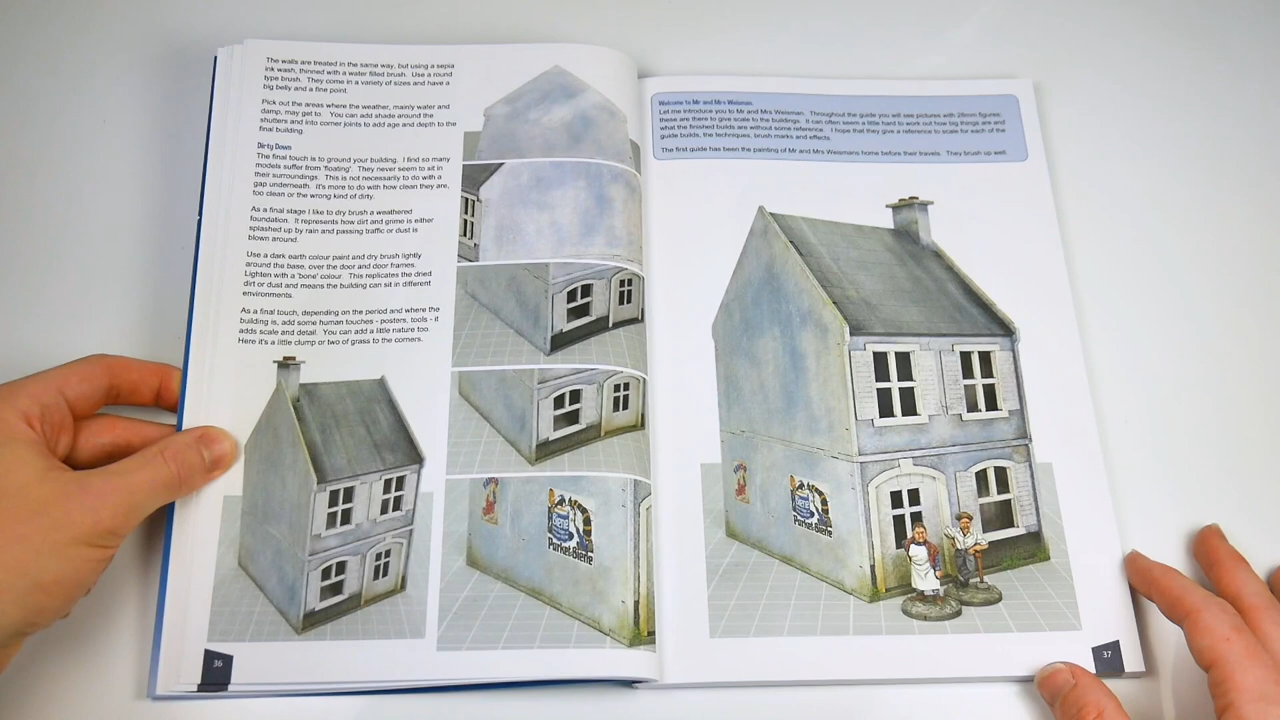 The walls are treated in the same way, but using a sepia
ink wash, thinned with a water filled brush. Use a round
type brush. They come in a variety of sizes and have a
big belly and a fine point.
Pick out the areas where the weather, mainly water and
damp, may get to. You can add shade around the
shutters and into corner joints to add age and depth to the
final building.
Dirty Down
The final touch is to ground your building. I find so many
models suffer from 'floating'. They never seem to sit in
their surroundings. This is not necessarily to do with a
gap underneath. It's more to do with how clean they are,
too clean or the wrong kind of dirty.
As a final stage I like to dry brush a weathered
foundation. It represents how dirt and grime is either
splashed up by rain and passing traffic or dust is
blown around.
Use a dark earth colour paint and dry brush lightly
around the base, over the door and door frames.
Lighten with a 'bone' colour. This replicates the dried
dirt or dust and means the building can sit in different
environments.
As a final touch, depending on the period and where the
building is, add some human touches - posters, tools - it
adds scale and detail. You can add a little nature too.
Here it's a little clump or two of grass to the corners.
Biene
Purket-Biene
36
Welcome to Mr and Mrs Weisman.
Let me introduce you to Mr and Mrs Weisman. Throughout the guide you will see pictures with 28mm figures:
these are there to give scale to the buildings. It can often seem a little hard to work out how big things are and
what the finished builds are without some reference. I hope that they give a reference to scale for each of the
guide builds, the techniques, brush marks and effects.
The first guide has been the painting of Mr and Mrs Weismans home before their travels. They brush up well.
Biene
Purket-Biene
37